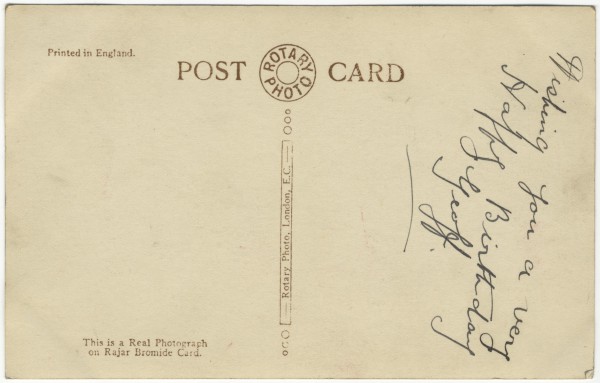 Printed in England.
POST CARD
ROTARY PHOTO
Rotary Photo, London, E.C.
This is a Real Photograph
on Rajar Bromide Card.
Wishing you a very
Happy Birthday
Geoff.